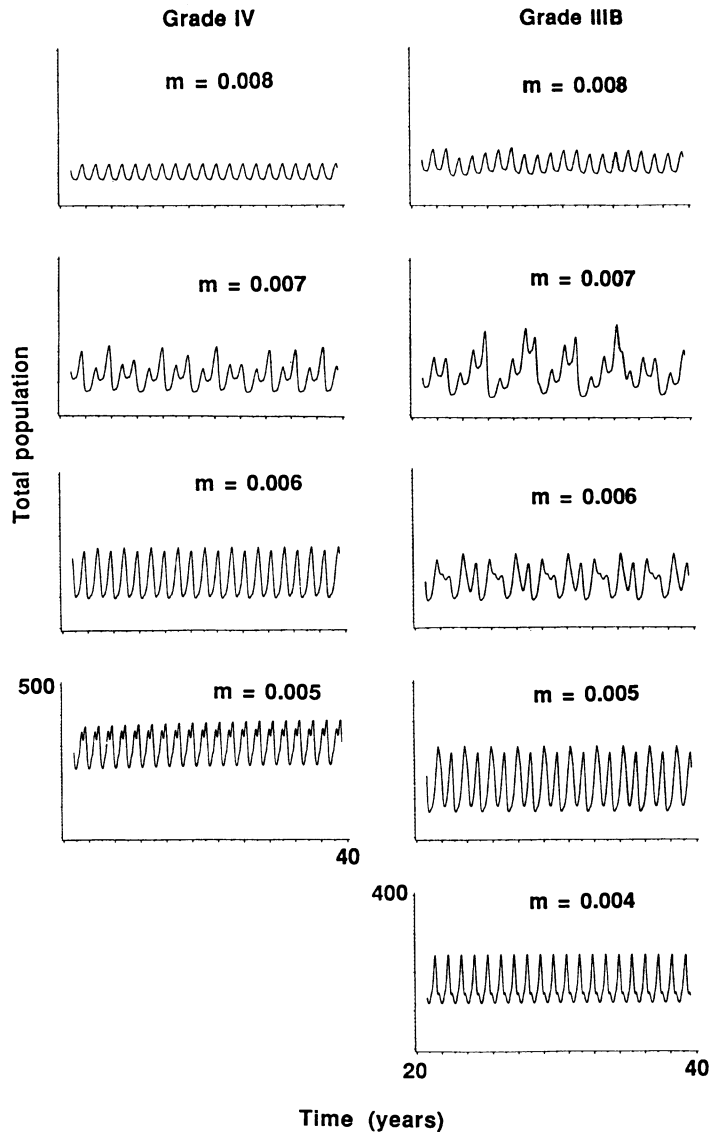 Grade IV
Grade IIIB
m = 0.008
m = 0.008
m = 0.007
m = 0.007
Total population
m = 0.006
m = 0.006
500
m = 0.005
m = 0.005
40
400
m = 0.004
20
40
Time (years)